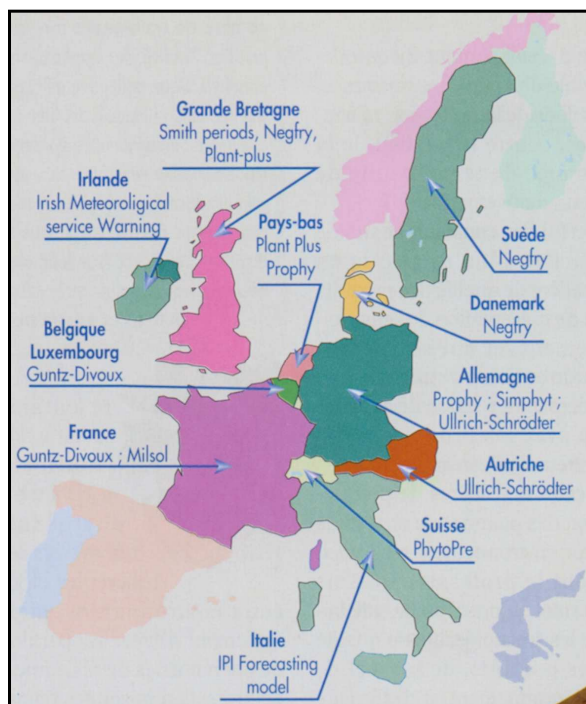 Grande Bretagne
Smith periods, Negfry,
Plant-plus
Irlande
Irish Meteoroligical
service Warning
Pays-bas
Plant Plus
Prophy
Suède
Negfry
Danemark
Negfry
Belgique
Luxembourg
Guntz-Divoux
Allemagne
Prophy ; Simphyt ;
Ullrich-Schrödter
France
Guntz-Divoux ; Milsol
Autriche
Ullrich-Schrödter
Suisse
PhytoPre
Italie
IPI Forecasting
model